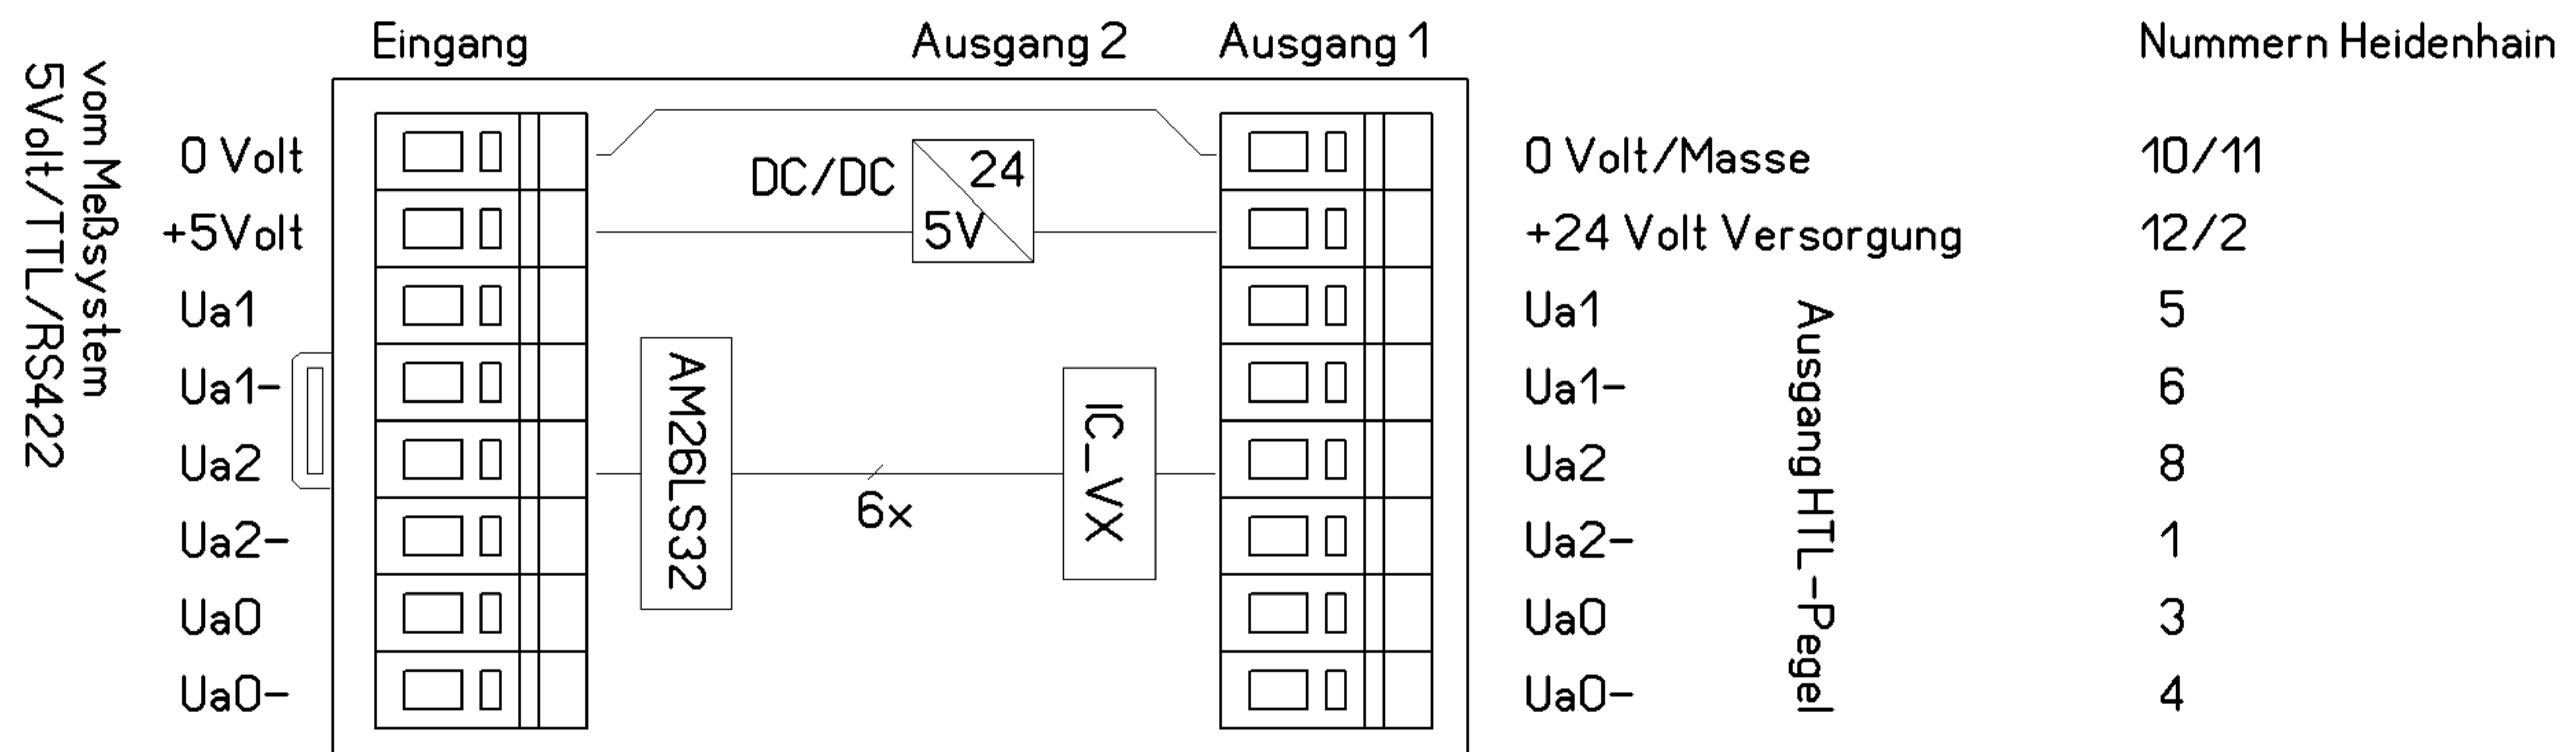 Eingang Ausgang 2 Ausgang 1 Nummern Heidenhain
vom Meßsystem
5Volt/TTL/RS422
0 Volt DC/DC 24 0 Volt/Masse 10/11
+5Volt 5V +24 Volt Versorgung 12/2
Ua1 Ua1 5
Ua1- Ua1- 6
Ua2 Ua2 8
Ua2- Ua2- 1
Ua0 Ua0 3
Ua0- Ua0- 4
AM26LS32
6x
IC_VX
Ausgang HTL-Pegel